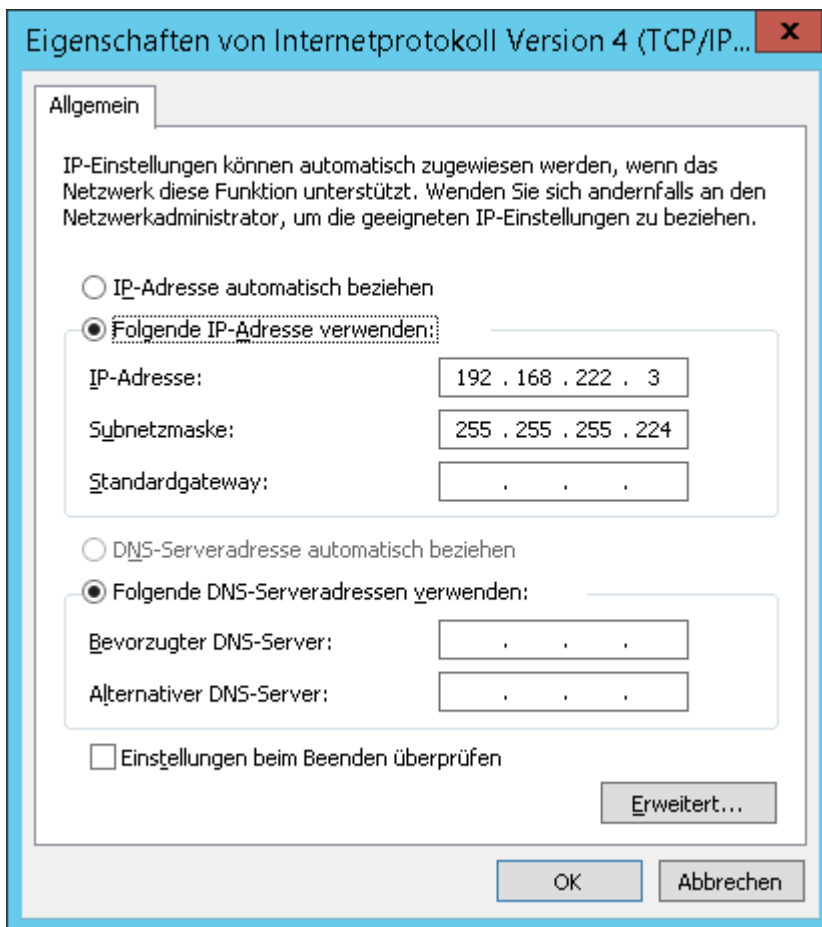 Eigenschaften von Internetprotokoll Version 4 (TCP/IP...
x
Allgemein
IP-Einstellungen können automatisch zugewiesen werden, wenn das
Netzwerk diese Funktion unterstützt. Wenden Sie sich andernfalls an den
Netzwerkadministrator, um die geeigneten IP-Einstellungen zu beziehen.
IP-Adresse automatisch beziehen
Folgende IP-Adresse verwenden:
IP-Adresse: 192 . 168 . 222 . 3
Subnetzmaske: 255 . 255 . 255 . 224
Standardgateway: . . .
DNS-Serveradresse automatisch beziehen
Folgende DNS-Serveradressen verwenden:
Bevorzugter DNS-Server: . . .
Alternativer DNS-Server: . . .
Einstellungen beim Beenden überprüfen
Erweitert...
OK Abbrechen